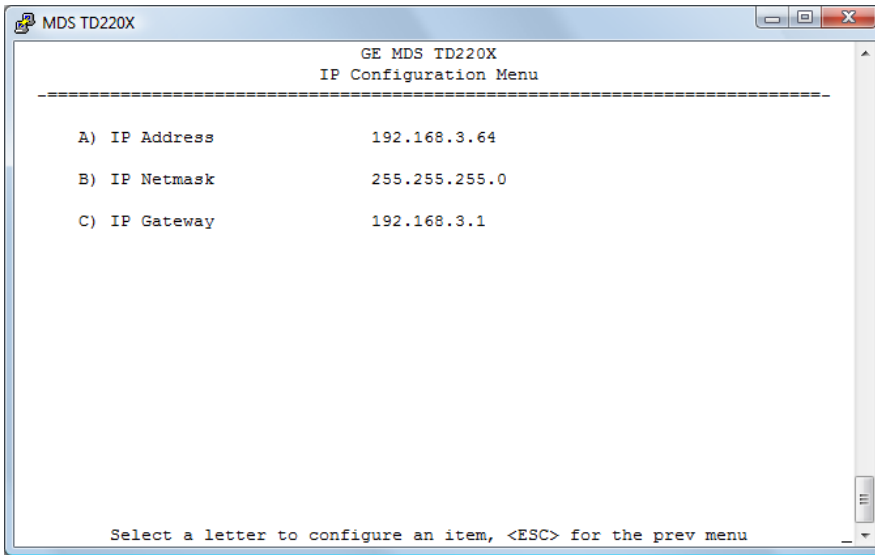 MDS TD220X
GE MDS TD220X
IP Configuration Menu
-==========================================================================-
A) IP Address 192.168.3.64
B) IP Netmask 255.255.255.0
C) IP Gateway 192.168.3.1
Select a letter to configure an item, <ESC> for the prev menu _